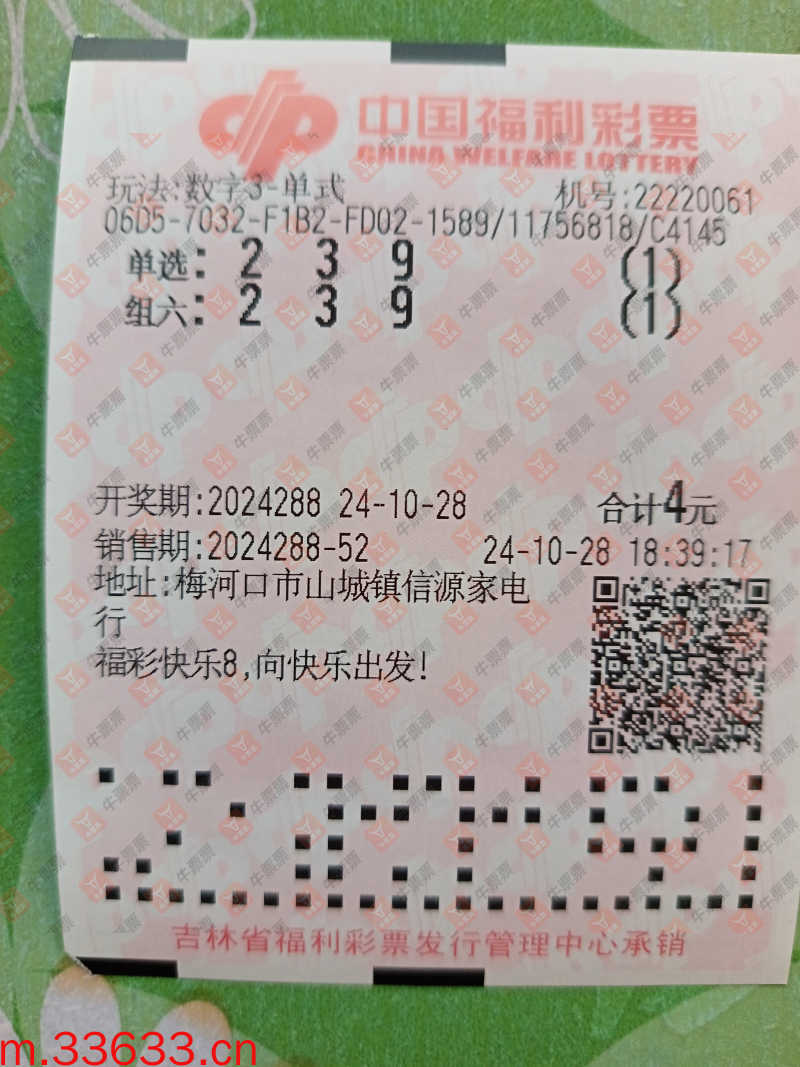 中国福利彩票
CHINA WELFARE LOTTERY
玩法:数字3-单式 机号:22220061
06D5-7032-F1B2-FD02-1589/11756818/C4145
单选: 2 3 9 (1)
组六: 2 3 9 (1)
开奖期:2024288 24-10-28 合计4元
销售期:2024288-52 24-10-28 18:39:17
地址:梅河口市山城镇信源家电
行
福彩快乐8,向快乐出发!
吉林省福利彩票发行管理中心承销
牛票票
m.33633.cn